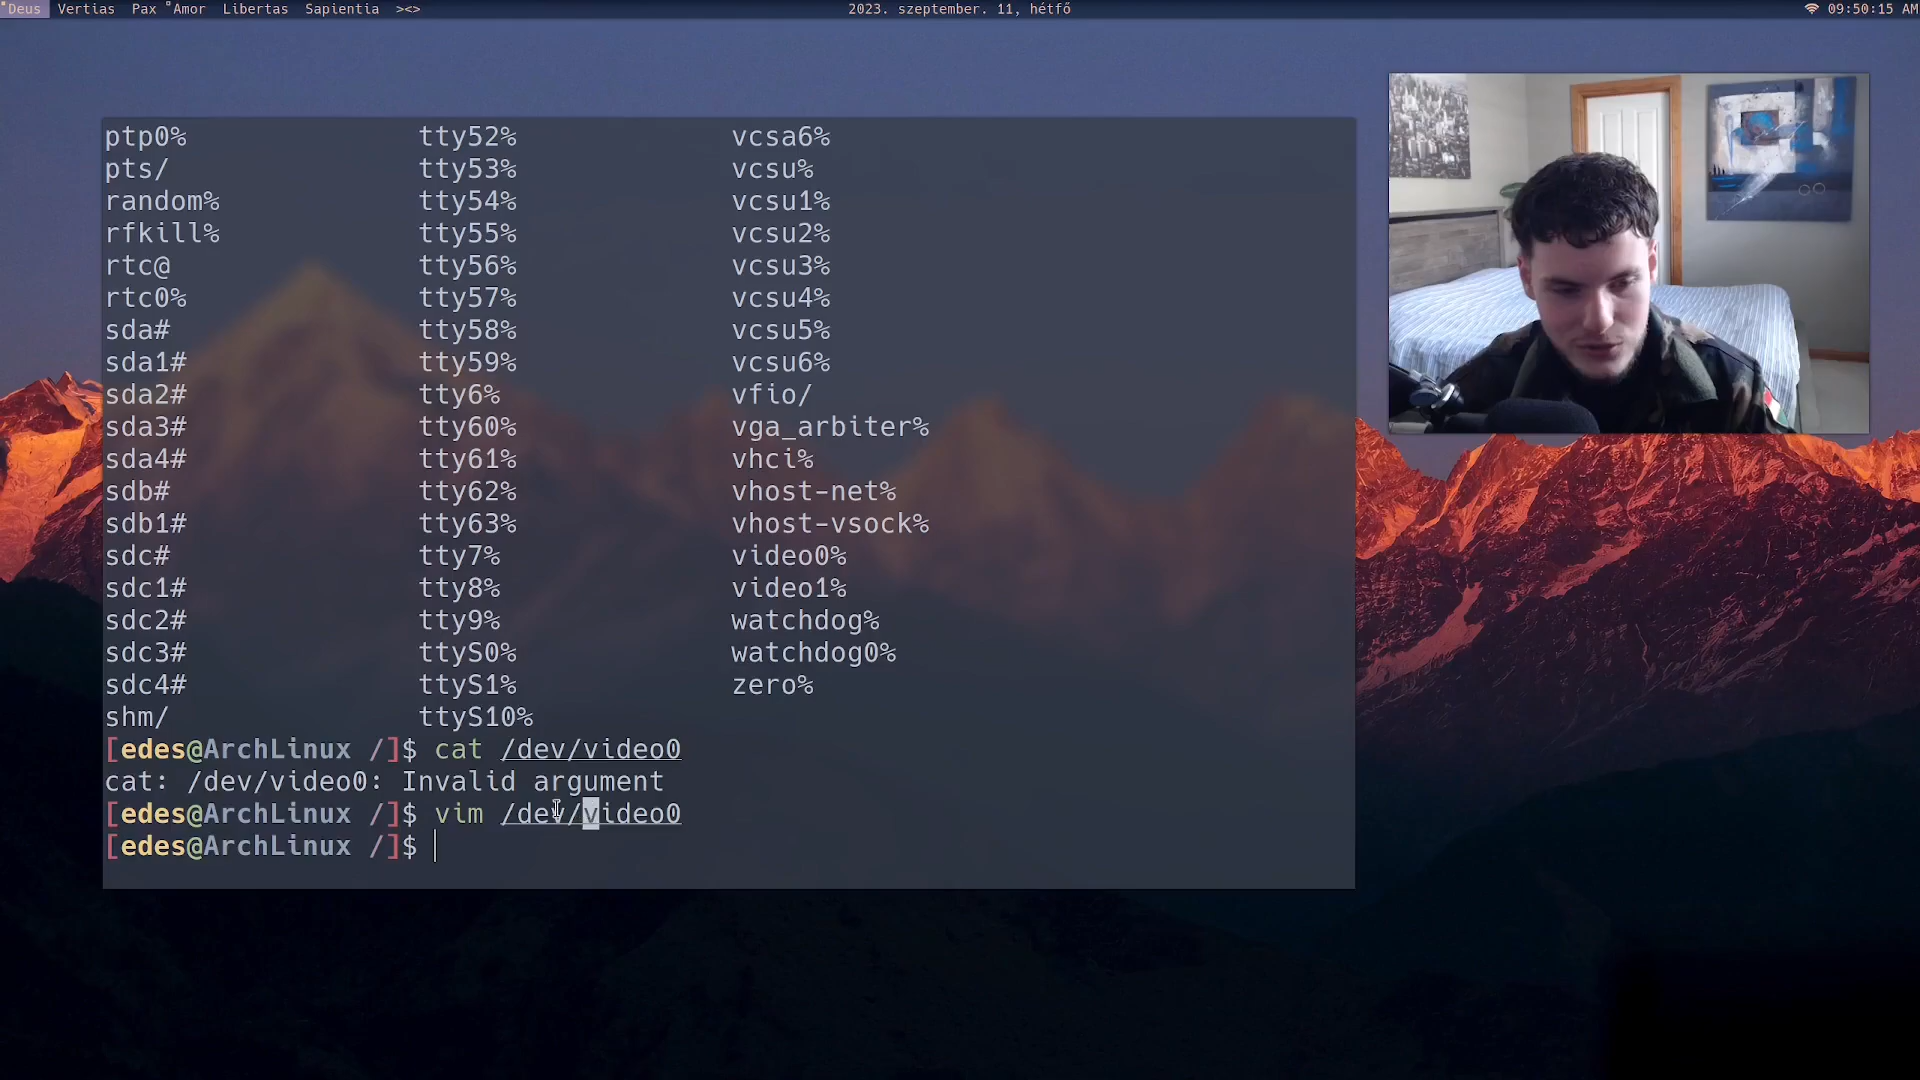 Deus Vertias Pax °Amor Libertas Sapientia ><>
2023. szeptember. 11, hétfő
09:50:15 AM
ptp0% tty52% vcsa6%
pts/ tty53% vcsu%
random% tty54% vcsu1%
rfkill% tty55% vcsu2%
rtc@ tty56% vcsu3%
rtc0% tty57% vcsu4%
sda# tty58% vcsu5%
sda1# tty59% vcsu6%
sda2# tty6% vfio/
sda3# tty60% vga_arbiter%
sda4# tty61% vhci%
sdb# tty62% vhost-net%
sdb1# tty63% vhost-vsock%
sdc# tty7% video0%
sdc1# tty8% video1%
sdc2# tty9% watchdog%
sdc3# ttyS0% watchdog0%
sdc4# ttyS1% zero%
shm/ ttyS10%
[edes@ArchLinux /]$ cat /dev/video0
cat: /dev/video0: Invalid argument
[edes@ArchLinux /]$ vim /dev/video0
[edes@ArchLinux /]$